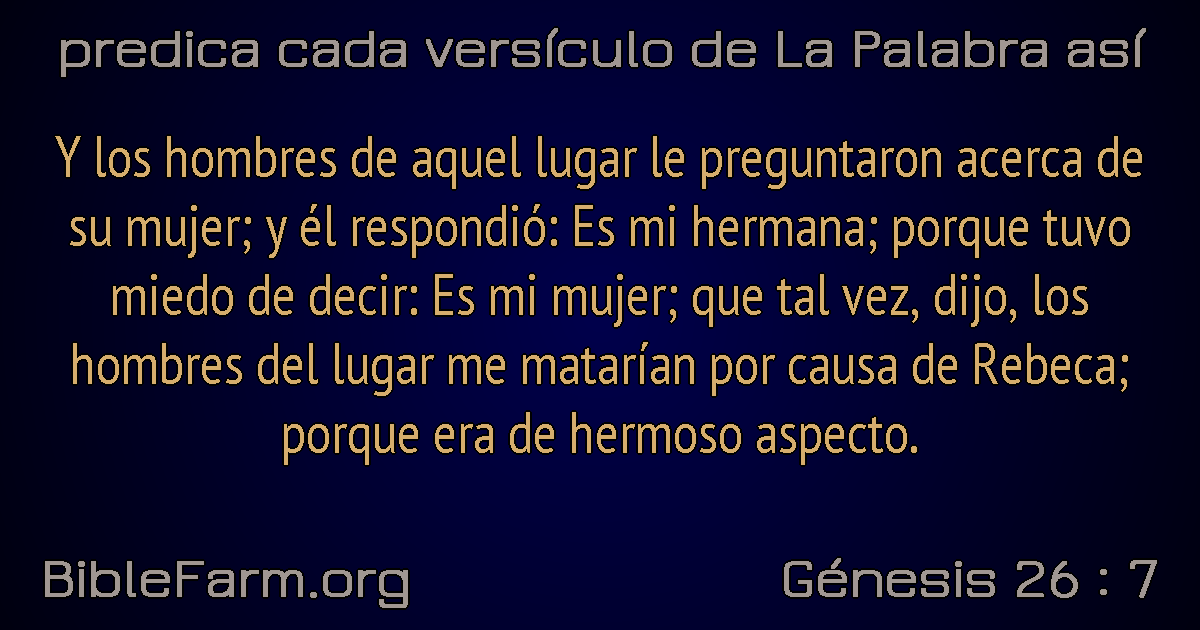 predica cada versículo de La Palabra así
Y los hombres de aquel lugar le preguntaron acerca de
su mujer; y él respondió: Es mi hermana; porque tuvo
miedo de decir: Es mi mujer; que tal vez, dijo, los
hombres del lugar me matarían por causa de Rebeca;
porque era de hermoso aspecto.
BibleFarm.org
Génesis 26 : 7